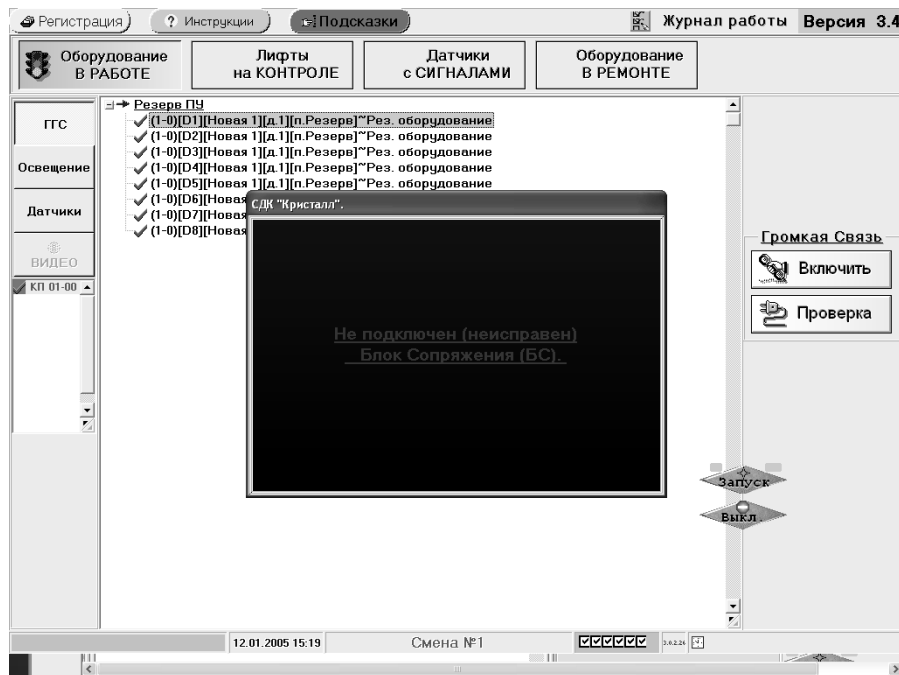 Регистрация
? Инструкции
Подсказки
Журнал работы
Версия 3.4
Оборудование
В РАБОТЕ
Лифты
на КОНТРОЛЕ
Датчики
с СИГНАЛАМИ
Оборудование
В РЕМОНТЕ
ГГС
Освещение
Датчики
ВИДЕО
КП 01-00
Резерв ПУ
(1-0)[D1][Новая 1][д.1][п.Резерв]~Рез. оборудование
(1-0)[D2][Новая 1][д.1][п.Резерв]~Рез. оборудование
(1-0)[D3][Новая 1][д.1][п.Резерв]~Рез. оборудование
(1-0)[D4][Новая 1][д.1][п.Резерв]~Рез. оборудование
(1-0)[D5][Новая 1][д.1][п.Резерв]~Рез. оборудование
(1-0)[D6][Новая
(1-0)[D7][Новая
(1-0)[D8][Новая
СДК "Кристалл".
Не подключен (неисправен)
Блок Сопряжения (БС).
Громкая Связь
Включить
Проверка
Запуск
Выкл.
12.01.2005 15:19
Смена №1
3.0.2.26